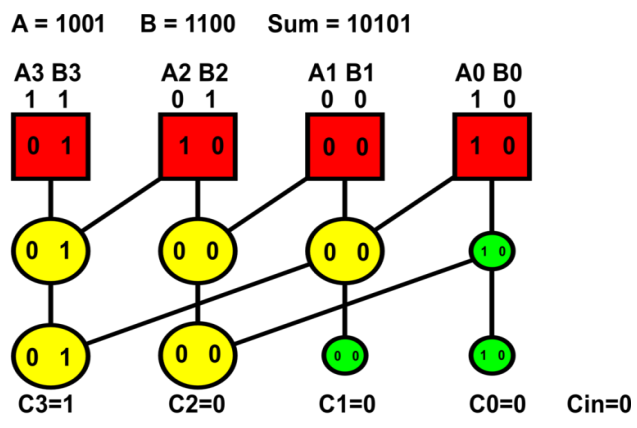 A = 1001 B = 1100 Sum = 10101
A3 B3 A2 B2 A1 B1 A0 B0
1 1 0 1 0 0 1 0
0 1 1 0 0 0 1 0
0 1 0 0 0 0 1 0
0 1 0 0 0 0 1 0
C3=1 C2=0 C1=0 C0=0 Cin=0